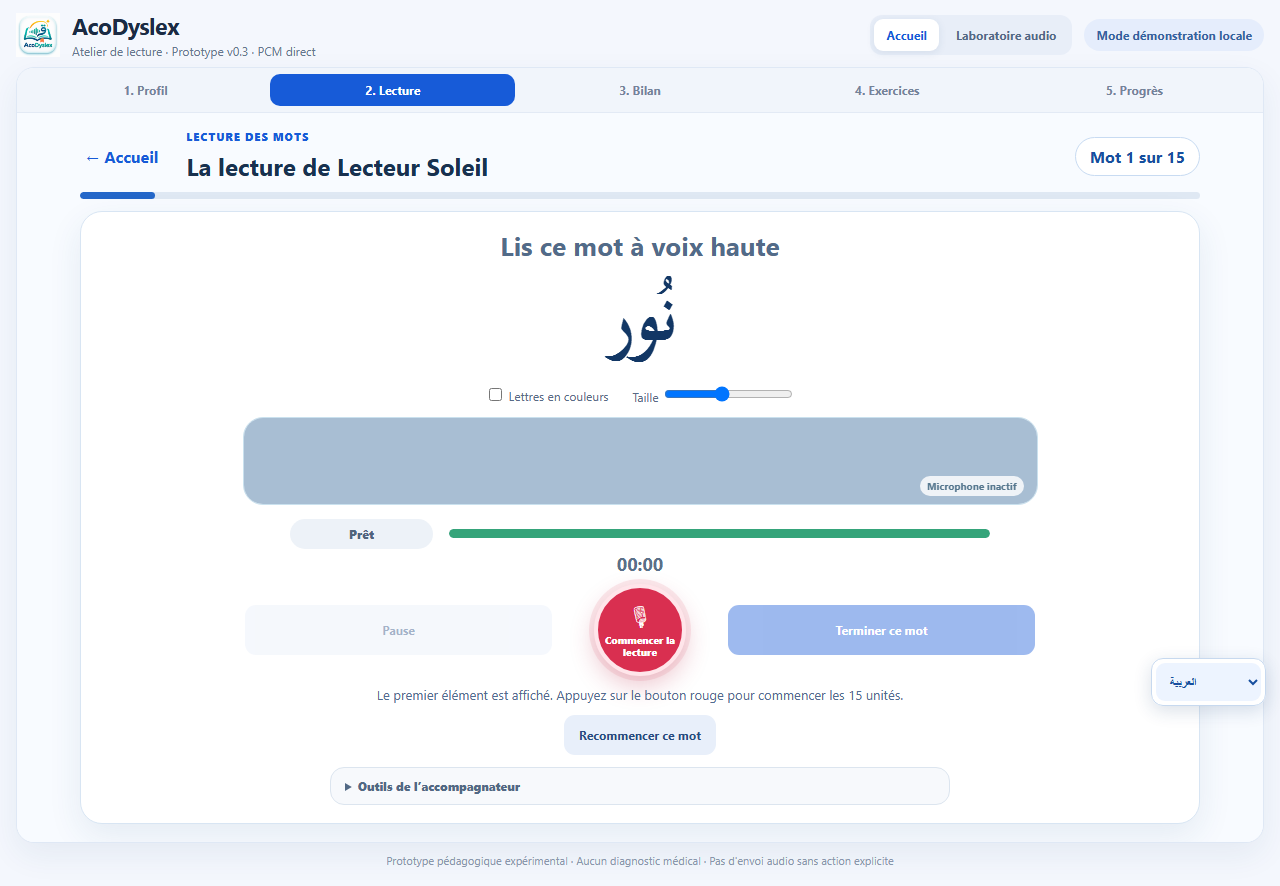 AcoDyslex
AcoDyslex
Atelier de lecture · Prototype v0.3 · PCM direct
Accueil
Laboratoire audio
Mode démonstration locale
1. Profil
2. Lecture
3. Bilan
4. Exercices
5. Progrès
← Accueil
LECTURE DES MOTS
La lecture de Lecteur Soleil
Mot 1 sur 15
Lis ce mot à voix haute
نُور
Lettres en couleurs
Taille
Microphone inactif
Prêt
00:00
Pause
Commencer la
lecture
Terminer ce mot
العربية
Le premier élément est affiché. Appuyez sur le bouton rouge pour commencer les 15 unités.
Recommencer ce mot
Outils de l’accompagnateur
Prototype pédagogique expérimental · Aucun diagnostic médical · Pas d’envoi audio sans action explicite